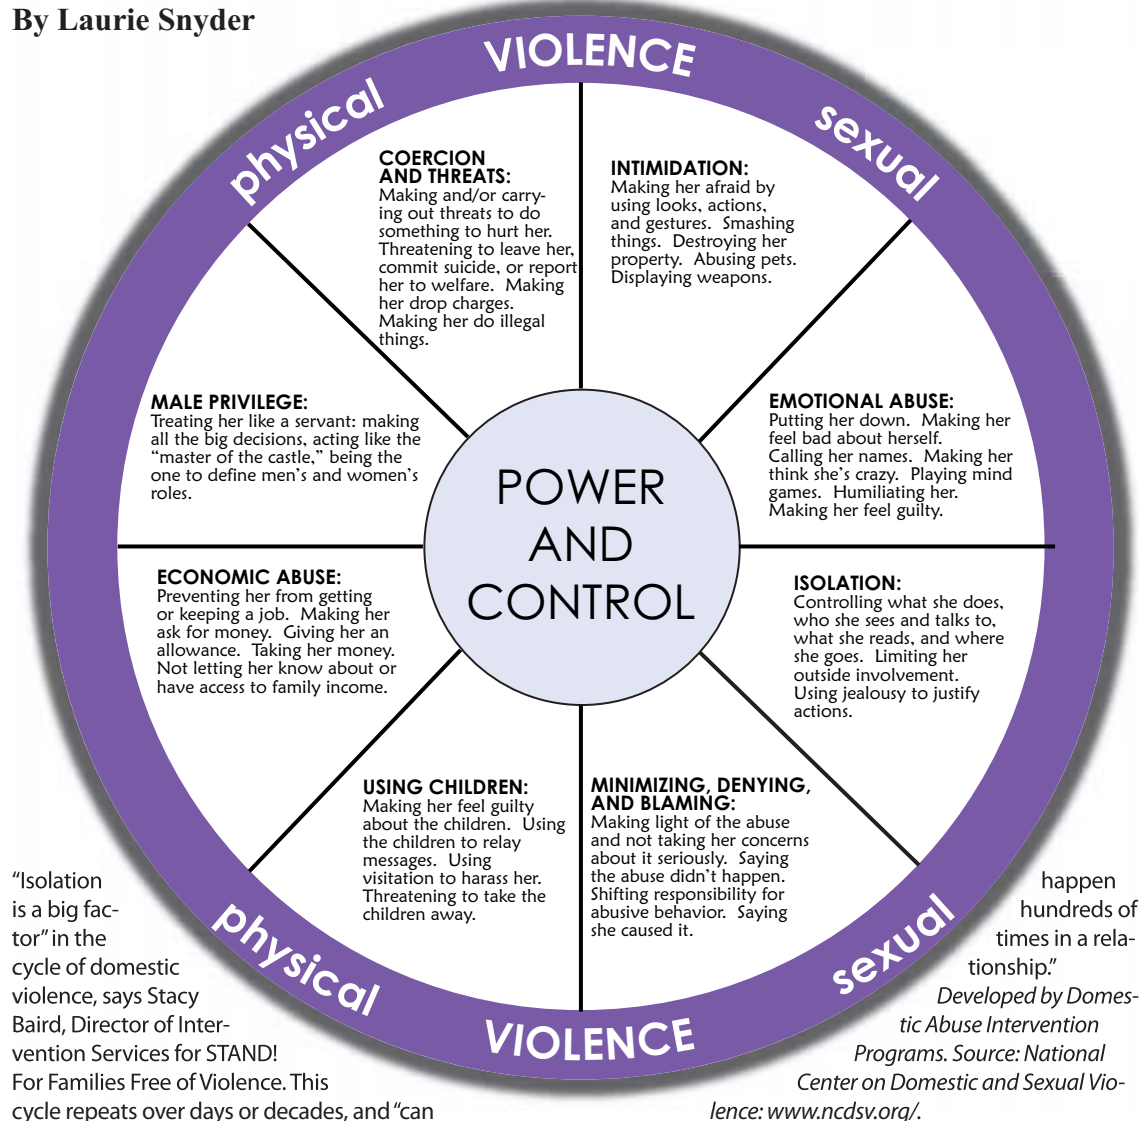 By Laurie Snyder
physical
VIOLENCE
sexual
COERCION
AND THREATS:
Making and/or carry-
ing out threats to do
something to hurt her.
Threatening to leave her,
commit suicide, or report
her to welfare.  Making
her drop charges.
Making her do illegal
things.
INTIMIDATION:
Making her afraid by
using looks, actions,
and gestures.  Smashing
things.  Destroying her
property.  Abusing pets.
Displaying weapons.
MALE PRIVILEGE:
Treating her like a servant: making
all the big decisions, acting like the
“master of the castle,” being the
one to define men’s and women’s
roles.
EMOTIONAL ABUSE:
Putting her down.  Making her
feel bad about herself.
Calling her names.  Making her
think she’s crazy.  Playing mind
games.  Humiliating her.
Making her feel guilty.
POWER
AND
CONTROL
ECONOMIC ABUSE:
Preventing her from getting
or keeping a job.  Making her
ask for money.  Giving her an
allowance.  Taking her money.
Not letting her know about or
have access to family income.
ISOLATION:
Controlling what she does,
who she sees and talks to,
what she reads, and where
she goes.  Limiting her
outside involvement.
Using jealousy to justify
actions.
USING CHILDREN:
Making her feel guilty
about the children.  Using
the children to relay
messages.  Using
visitation to harass her.
Threatening to take the
children away.
MINIMIZING, DENYING,
AND BLAMING:
Making light of the abuse
and not taking her concerns
about it seriously.  Saying
the abuse didn’t happen.
Shifting responsibility for
abusive behavior.  Saying
she caused it.
physical
VIOLENCE
sexual
“Isolation
is a big fac-
tor” in the
cycle of domestic
violence, says Stacy
Baird, Director of Inter-
vention Services for STAND!
For Families Free of Violence. This
cycle repeats over days or decades, and “can
happen
hundreds of
times in a rela-
tionship.”
Developed by Domes-
tic Abuse Intervention
Programs. Source: National
Center on Domestic and Sexual Vio-
lence: www.ncdsv.org/.